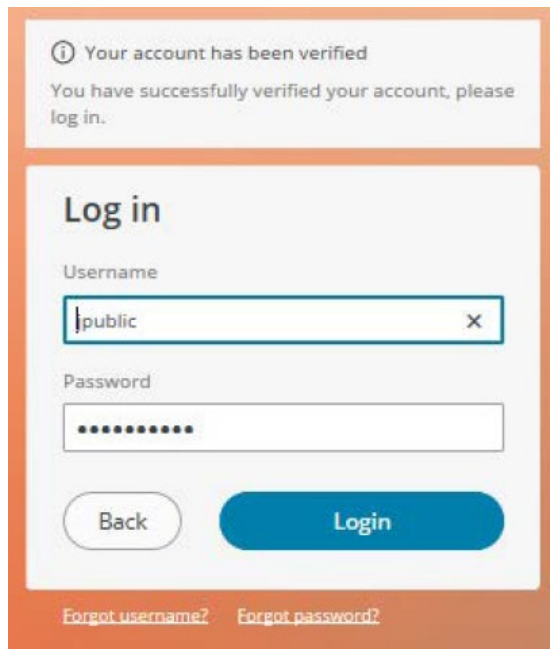 Your account has been verified
You have successfully verified your account, please
log in.
Log in
Username
jpublic
Password
••••••••••
Back
Login
Forgot username? Forgot password?